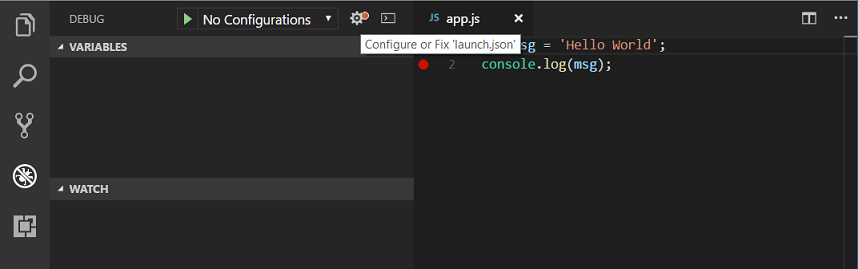 DEBUG No Configurations JS app.js
VARIABLES
Configure or Fix 'launch.json'
sg = 'Hello World';
2 console.log(msg);
WATCH